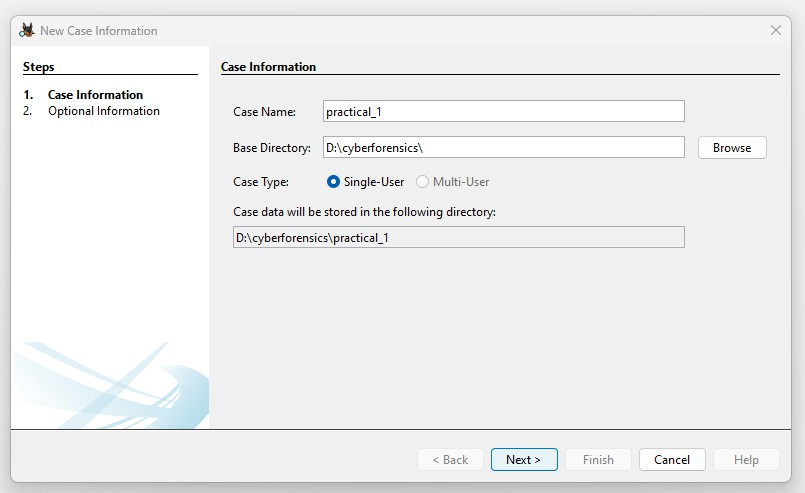 New Case Information
Steps
1. Case Information
2. Optional Information
Case Information
Case Name: practical_1
Base Directory: D:\cyberforensics\ Browse
Case Type: Single-User Multi-User
Case data will be stored in the following directory:
D:\cyberforensics\practical_1
< Back Next > Finish Cancel Help